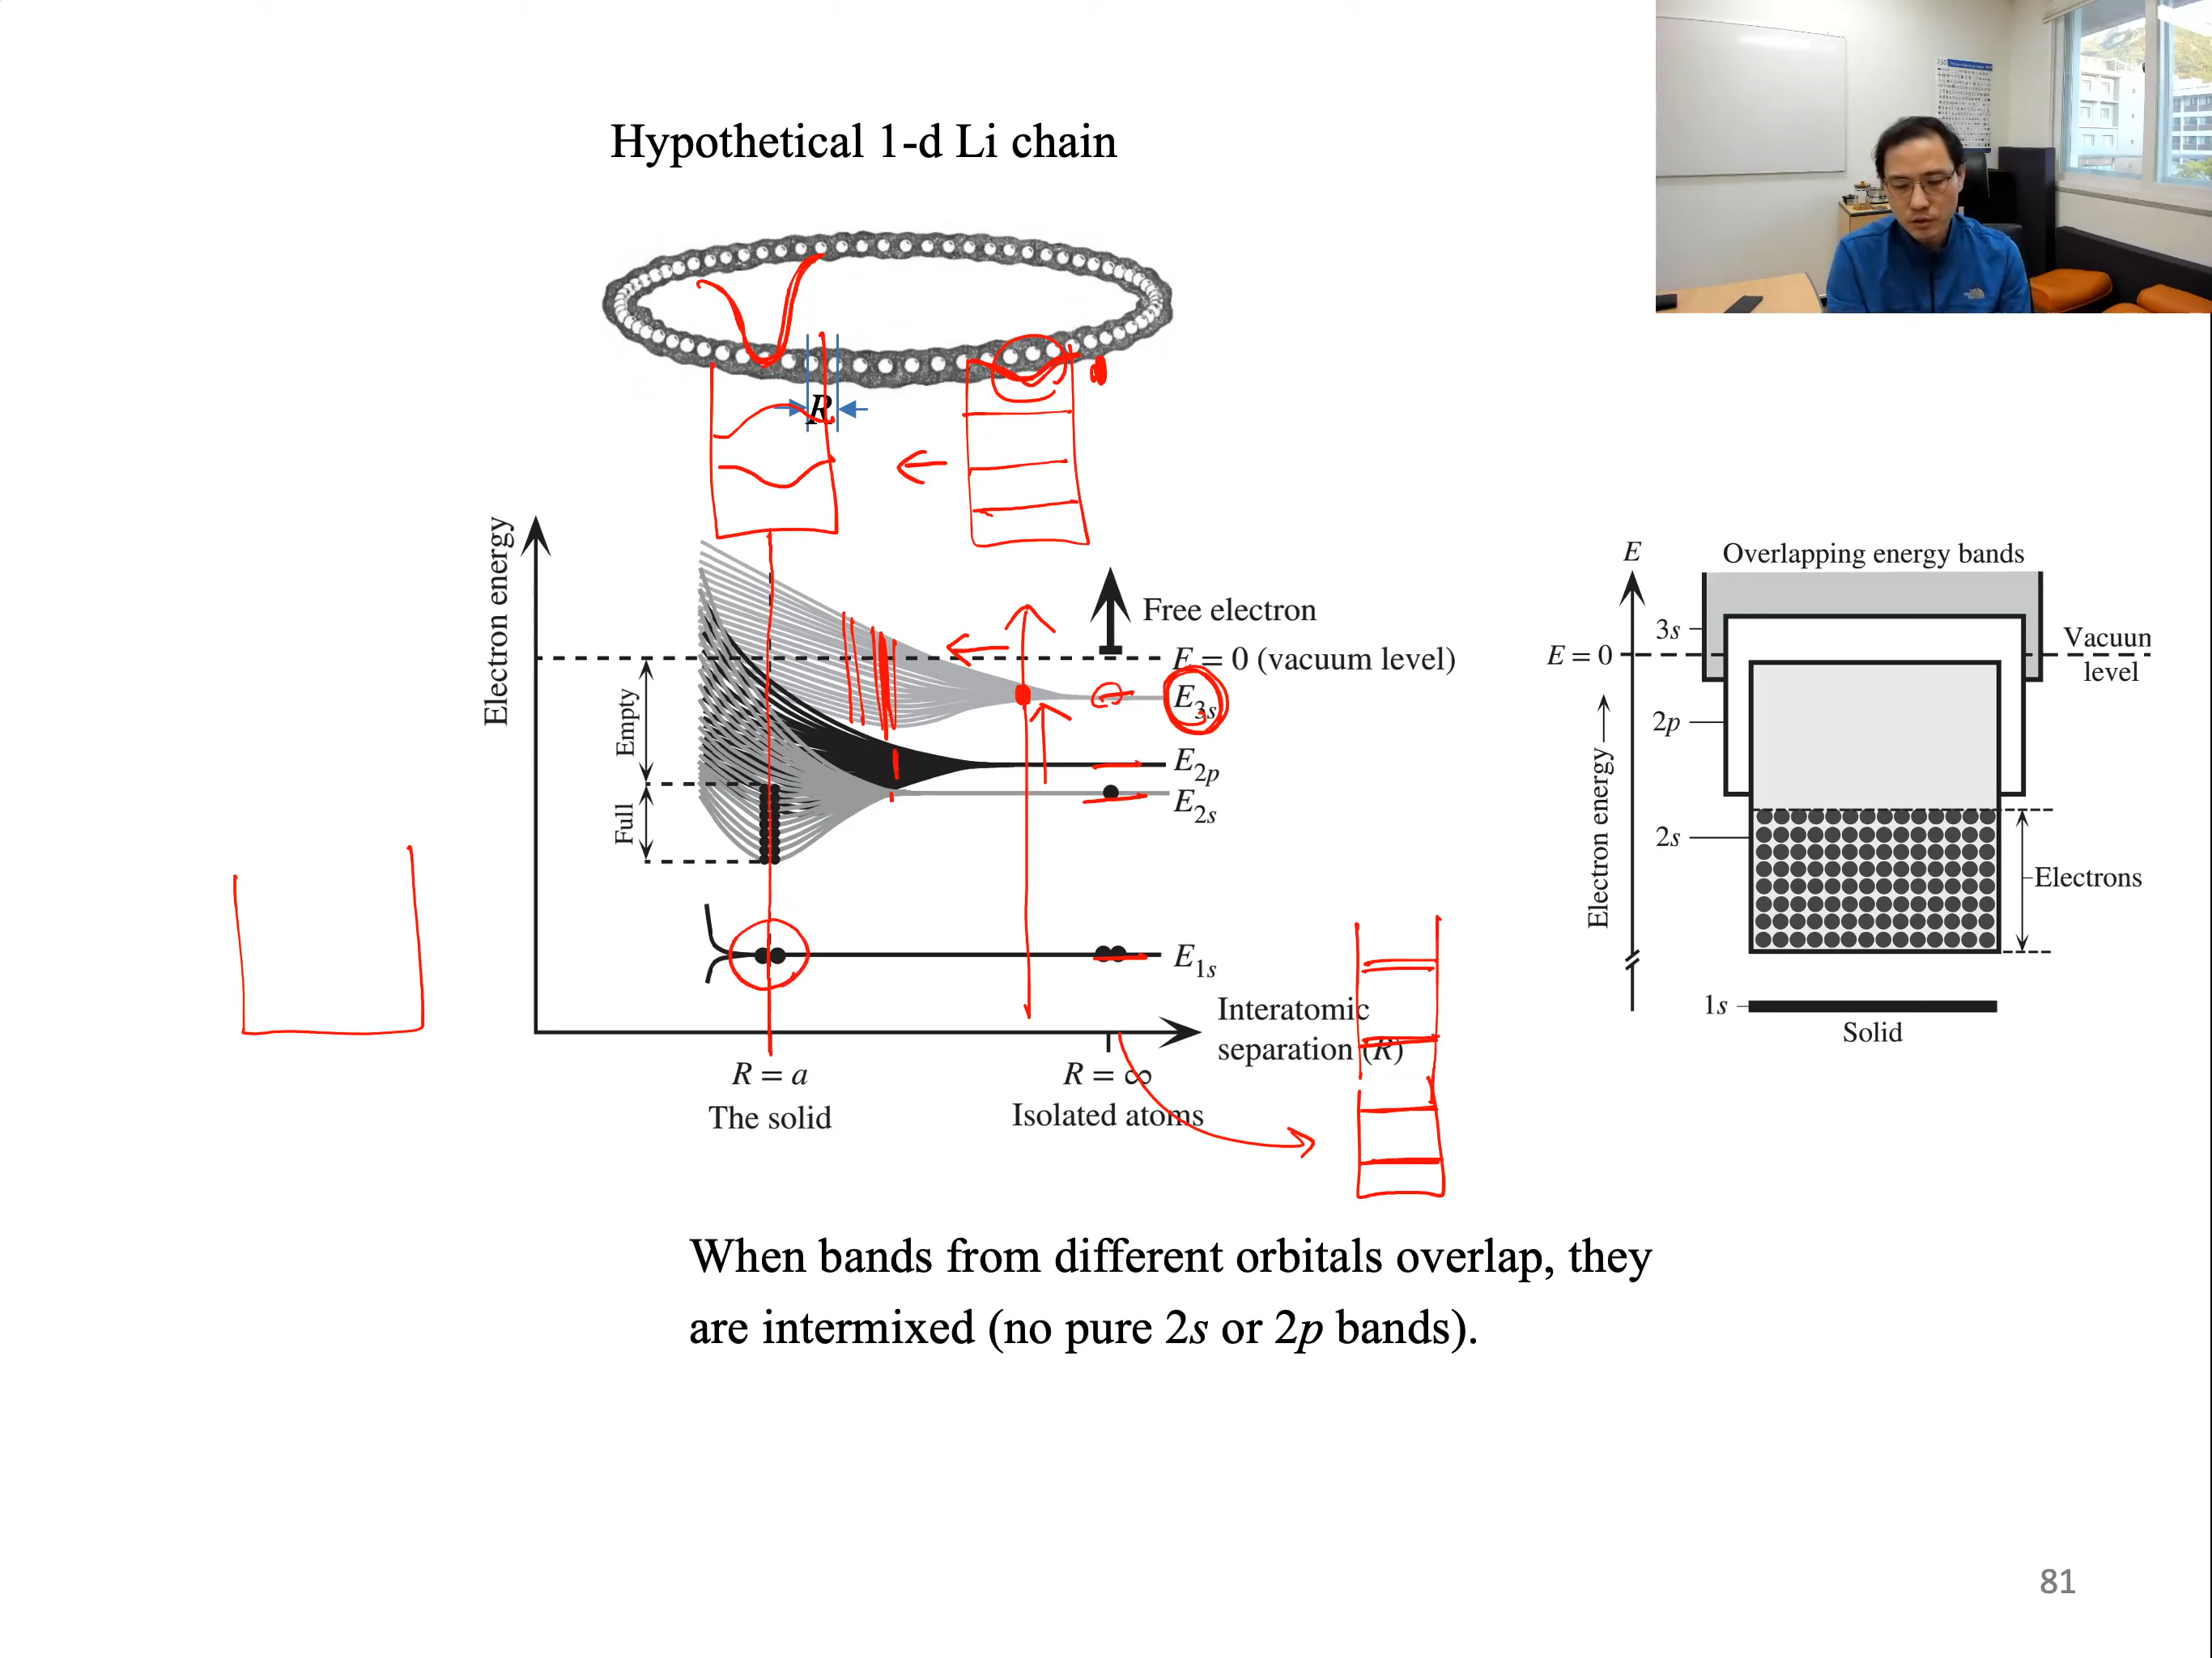 Hypothetical 1-d Li chain
R
Electron energy
Empty
Full
Free electron
E = 0 (vacuum level)
E3s
E2p
E2s
E1s
Interatomic
separation (R)
R = a
The solid
R = ∞
Isolated atoms
E
Overlapping energy bands
3s
E = 0
Vacuun
level
2p
2s
Electron energy
Electrons
1s
Solid
When bands from different orbitals overlap, they
are intermixed (no pure 2s or 2p bands).
81